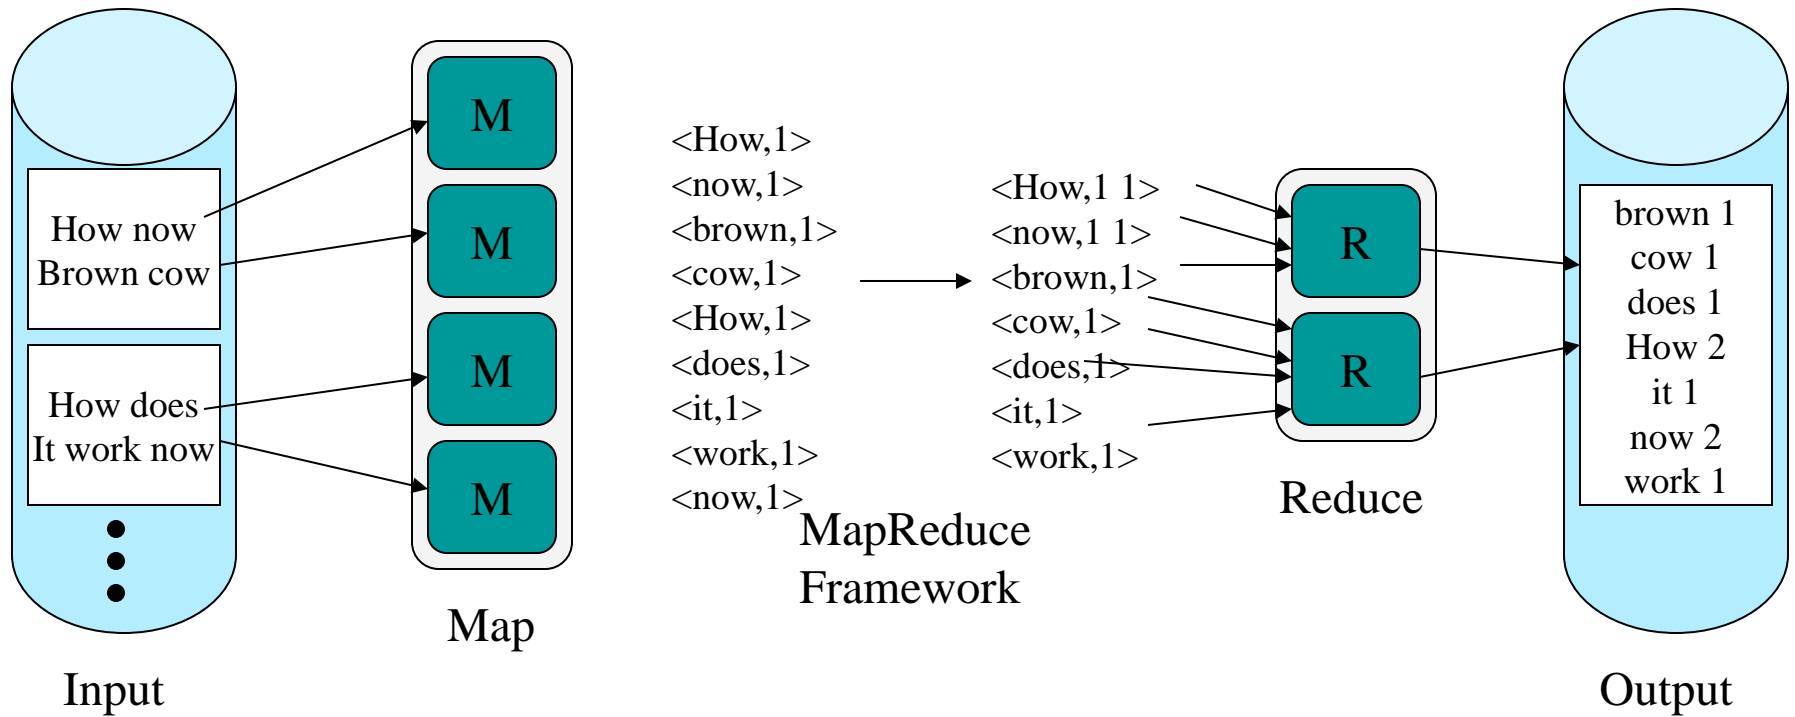 How now
Brown cow
How does
It work now
Input
M
M
M
M
Map
<How,1>
<now,1>
<brown,1>
<cow,1>
<How,1>
<does,1>
<it,1>
<work,1>
<now,1>
MapReduce
Framework
<How,1 1>
<now,1 1>
<brown,1>
<cow,1>
<does,1>
<it,1>
<work,1>
R
R
Reduce
brown 1
cow 1
does 1
How 2
it 1
now 2
work 1
Output